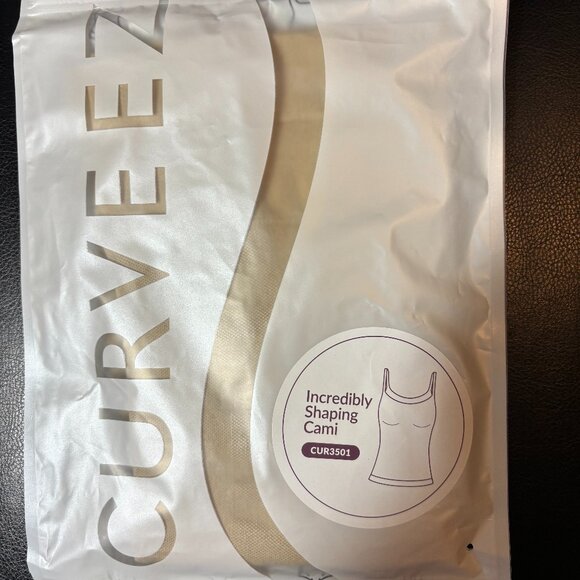 CURVEEZ
Incredibly
Shaping
Cami
CUR3501